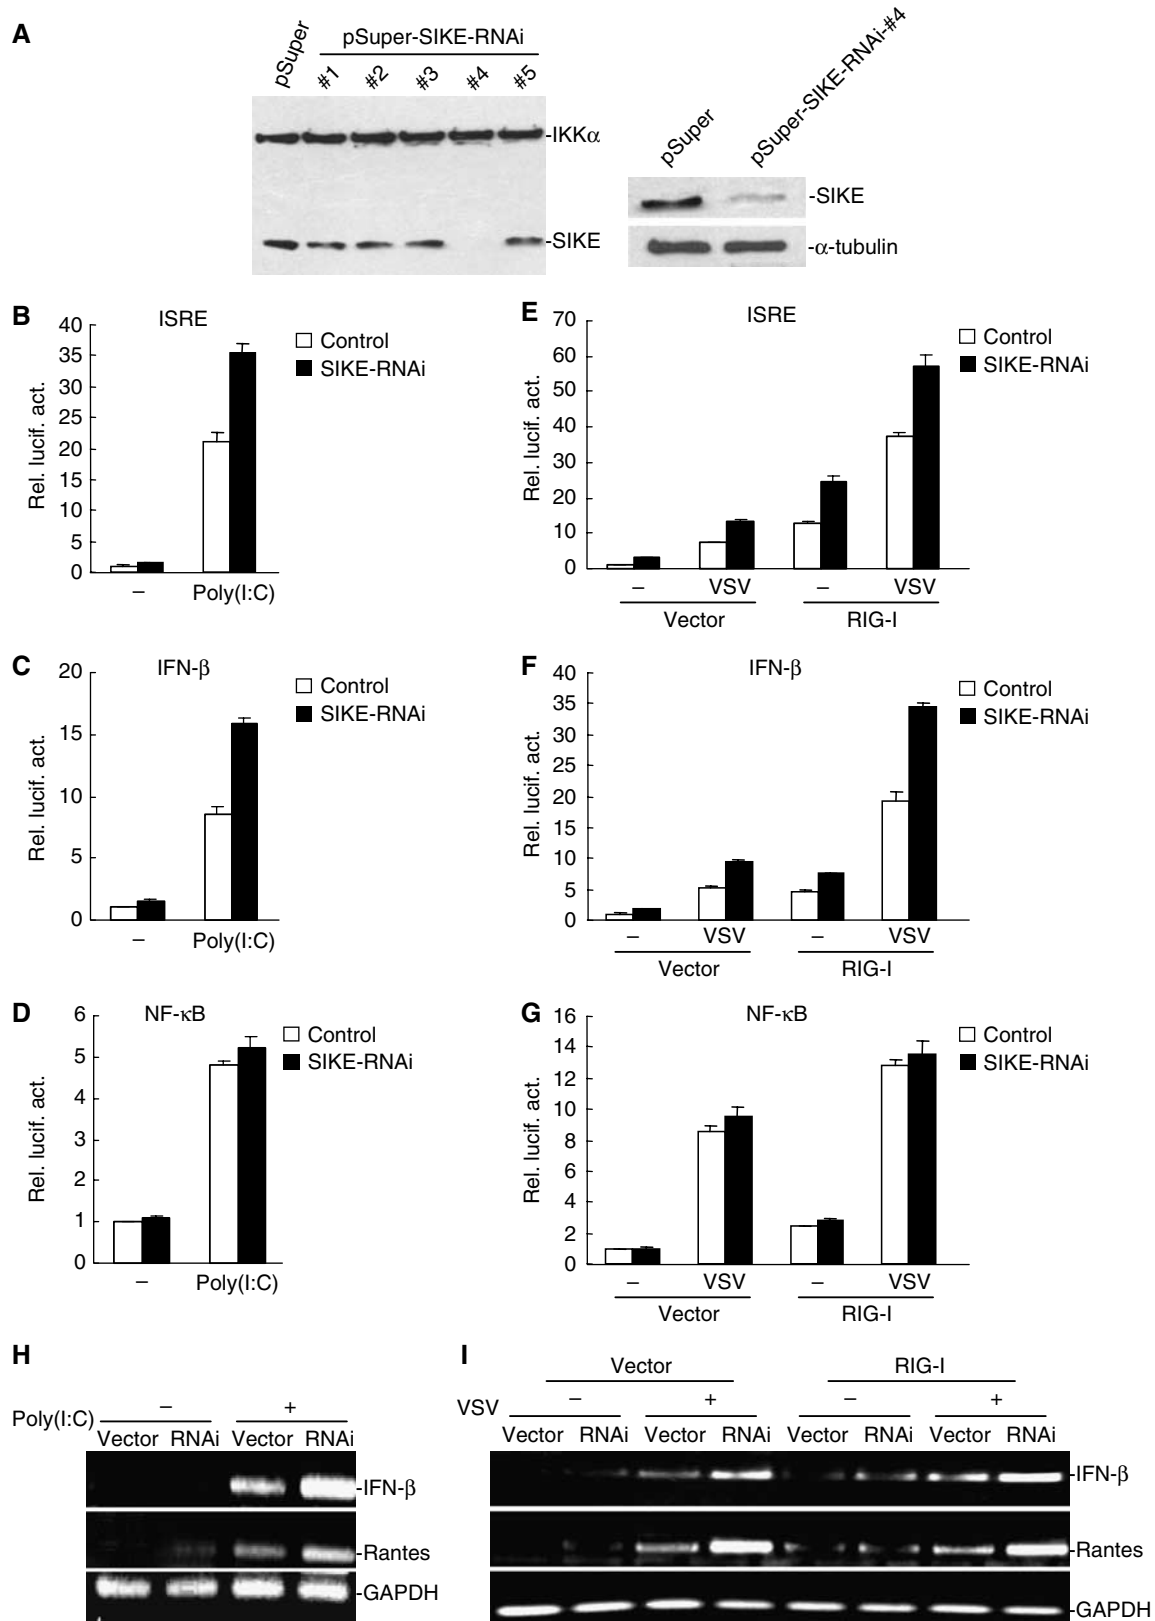 A
pSuper
pSuper-SIKE-RNAi
#1 #2 #3 #4 #5
-IKKα
-SIKE
pSuper
pSuper-SIKE-RNAi-#4
-SIKE
-α-tubulin
B
ISRE
Control
SIKE-RNAi
Rel. lucif. act.
40
35
30
25
20
15
10
5
0
– Poly(I:C)
E
ISRE
Control
SIKE-RNAi
Rel. lucif. act.
70
60
50
40
30
20
10
0
– VSV – VSV
Vector RIG-I
C
IFN-β
Control
SIKE-RNAi
Rel. lucif. act.
20
15
10
5
0
– Poly(I:C)
F
IFN-β
Control
SIKE-RNAi
Rel. lucif. act.
40
35
30
25
20
15
10
5
0
– VSV – VSV
Vector RIG-I
D
NF-κB
Control
SIKE-RNAi
Rel. lucif. act.
6
5
4
3
2
1
0
– Poly(I:C)
G
NF-κB
Control
SIKE-RNAi
Rel. lucif. act.
16
14
12
10
8
6
4
2
0
– VSV – VSV
Vector RIG-I
H
Poly(I:C) – +
Vector RNAi Vector RNAi
-IFN-β
-Rantes
-GAPDH
I
Vector RIG-I
VSV – + – +
Vector RNAi Vector RNAi Vector RNAi Vector RNAi
-IFN-β
-Rantes
-GAPDH